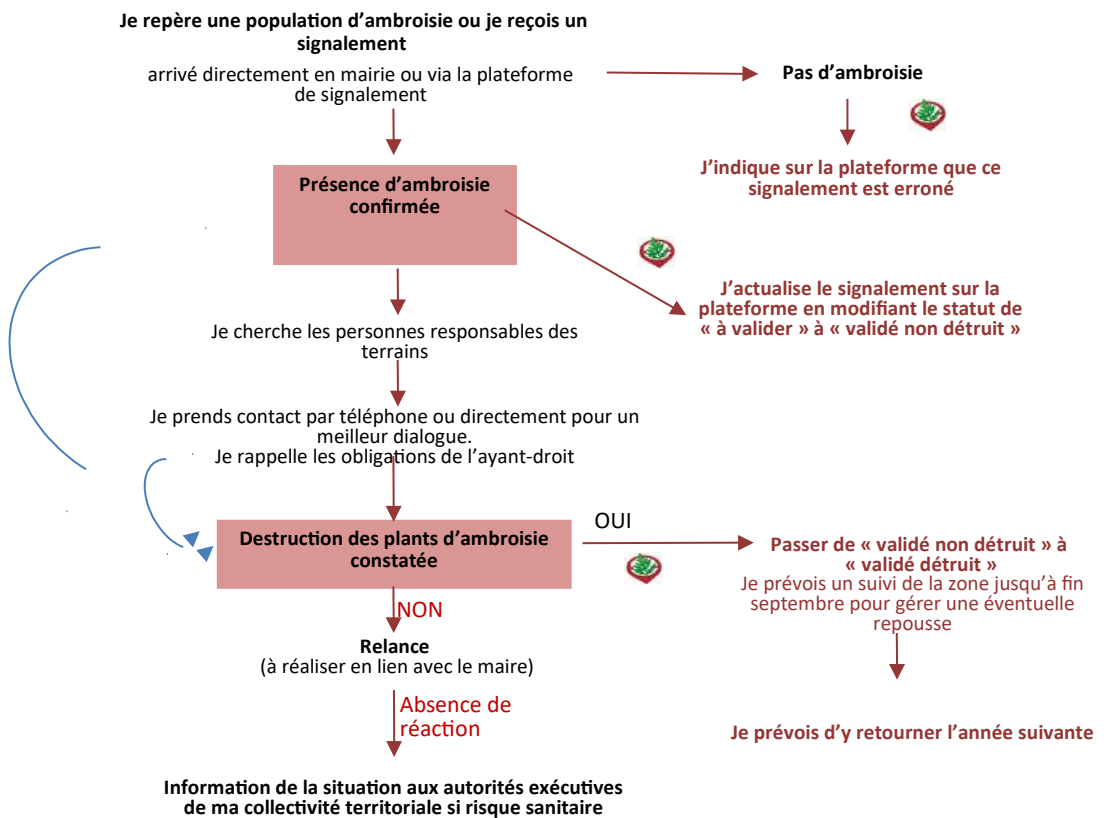 Je repère une population d'ambroisie ou je reçois un
signalement
arrivé directement en mairie ou via la plateforme
de signalement
Pas d'ambroisie
J'indique sur la plateforme que ce
signalement est erroné
Présence d'ambroisie
confirmée
J'actualise le signalement sur la
plateforme en modifiant le statut de
« à valider » à « validé non détruit »
Je cherche les personnes responsables des
terrains
Je prends contact par téléphone ou directement pour un
meilleur dialogue.
Je rappelle les obligations de l'ayant-droit
Destruction des plants d'ambroisie
constatée
OUI
Passer de « validé non détruit » à
« validé détruit »
Je prévois un suivi de la zone jusqu'à fin
septembre pour gérer une éventuelle
repousse
NON
Relance
(à réaliser en lien avec le maire)
Absence de
réaction
Je prévois d'y retourner l'année suivante
Information de la situation aux autorités exécutives
de ma collectivité territoriale si risque sanitaire